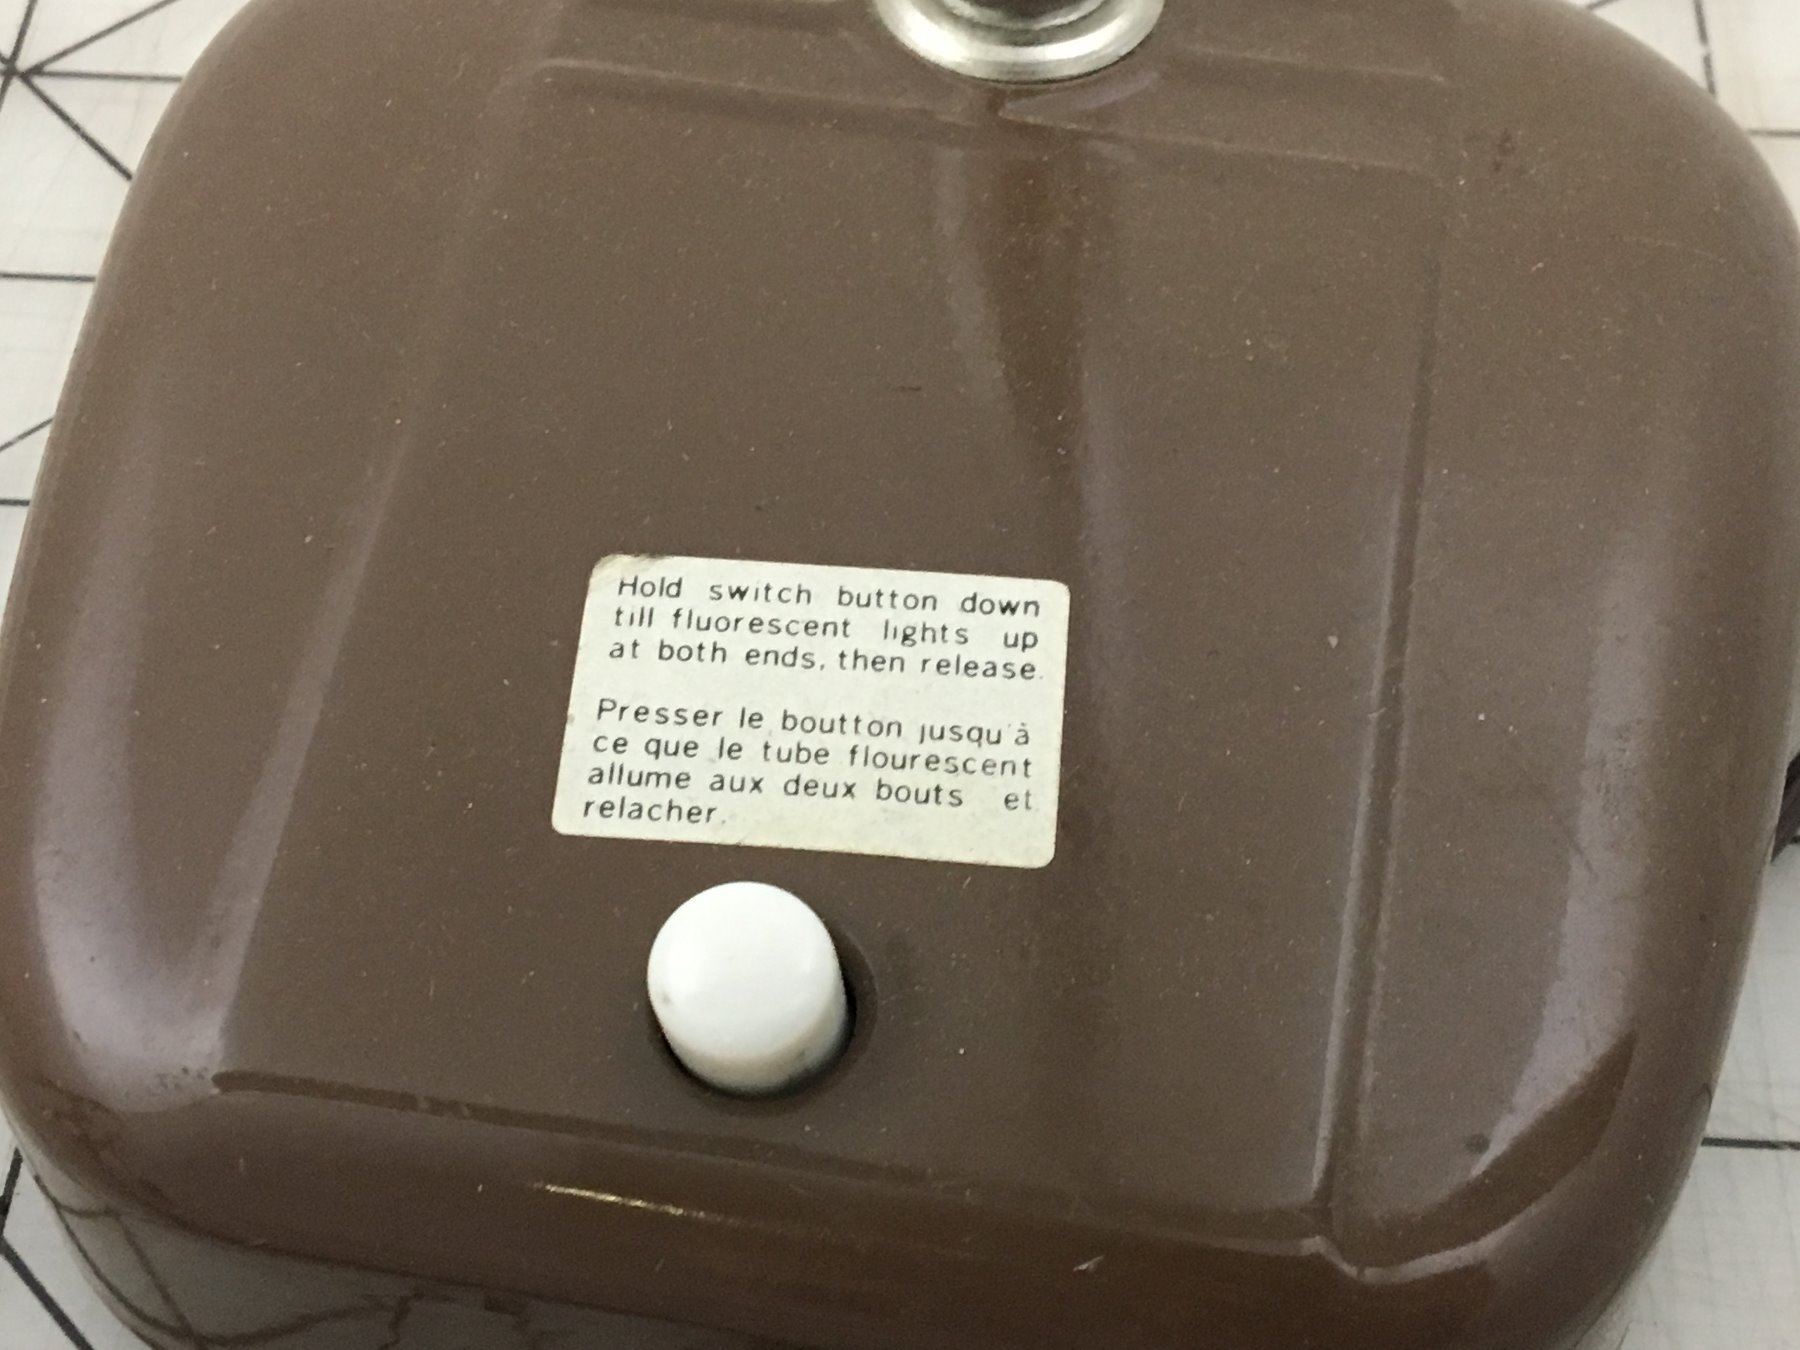 Hold switch button down
till fluorescent lights up
at both ends, then release.
Presser le boutton jusqu'à
ce que le tube flourescent
allume aux deux bouts et
relacher.